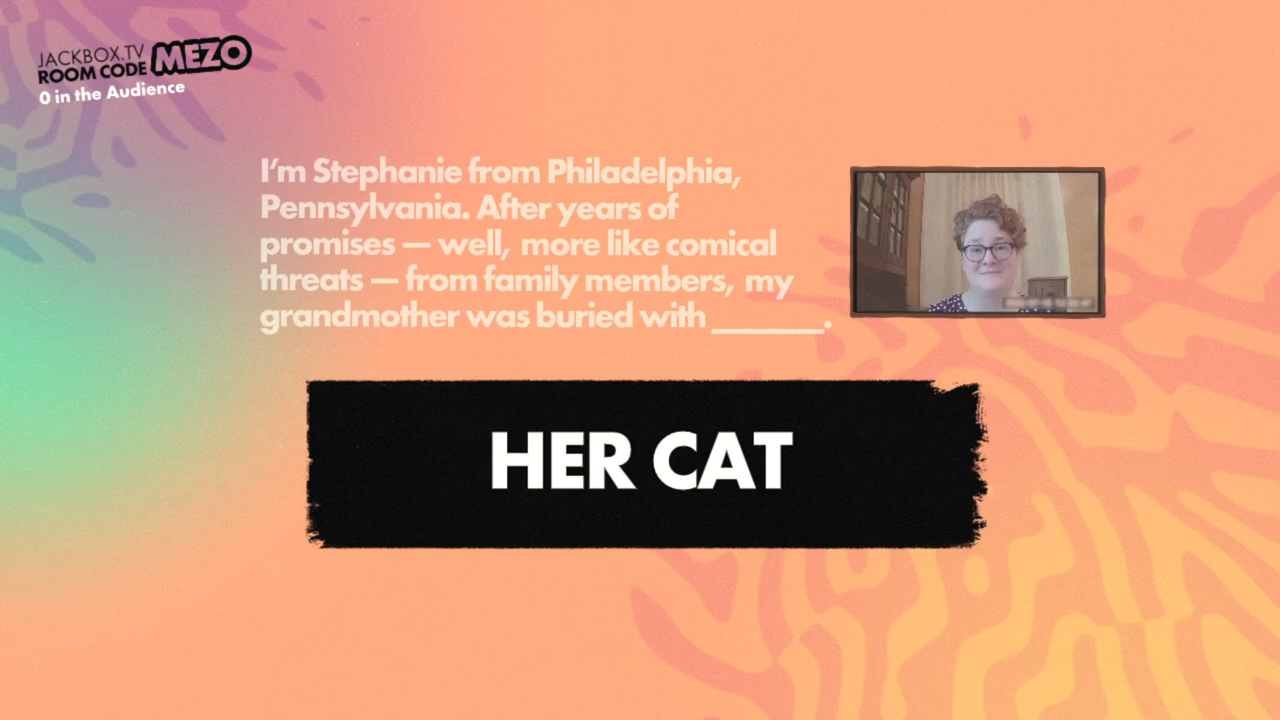 JACKBOX.TV
ROOM CODE MEZO
0 in the Audience
I'm Stephanie from Philadelphia,
Pennsylvania. After years of
promises — well, more like comical
threats — from family members, my
grandmother was buried with ________.
HER CAT